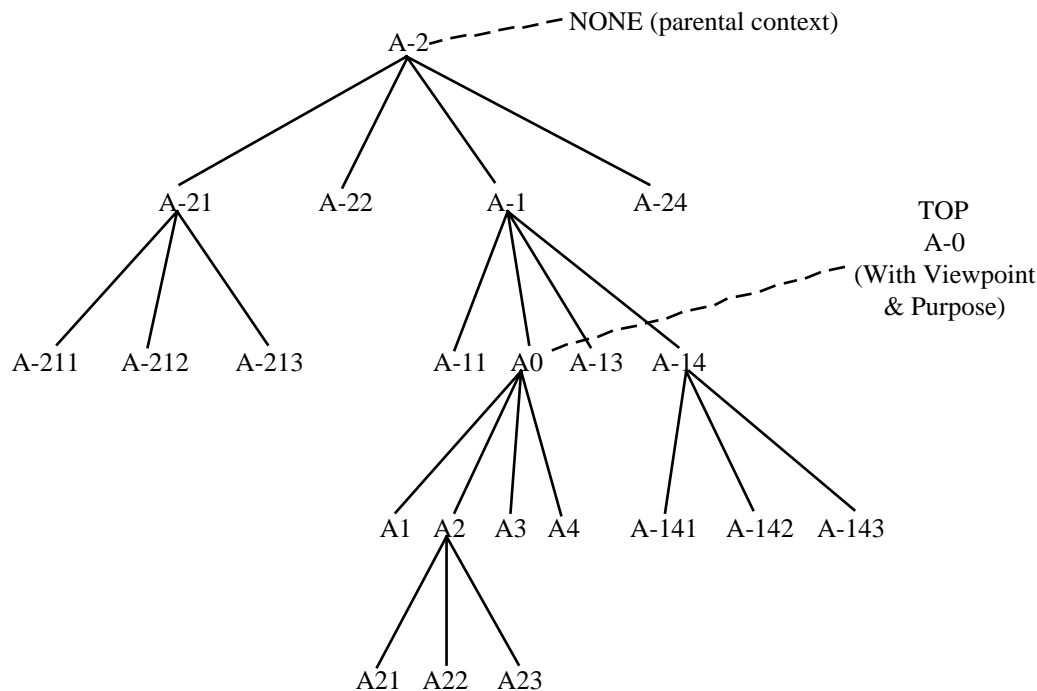 NONE (parental context)
A-2
A-21 A-22 A-1 A-24
TOP
A-0
(With Viewpoint
& Purpose)
A-211 A-212 A-213 A-11 A0 A-13 A-14
A1 A2 A3 A4 A-141 A-142 A-143
A21 A22 A23